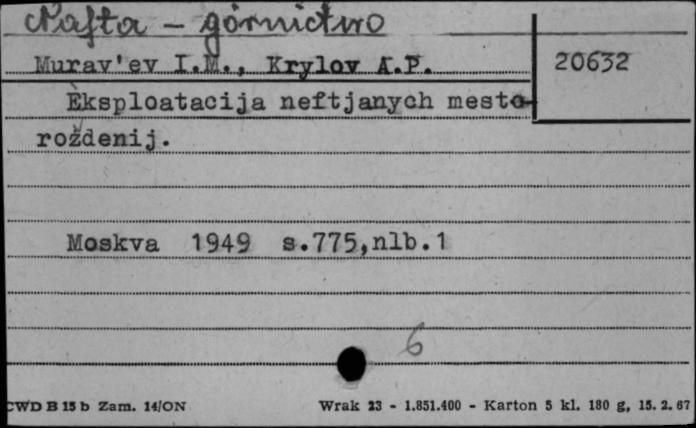 Nafta - górnictwo
Murav'ev I.M., Krylov A.P.
20632
Èksploatacija neftjanych mesto-
roždenij.
Moskva 1949 s.775,nlb.1
6
CWD B 15 b Zam. 14/ON
Wrak 23 - 1.851.400 - Karton 5 kl. 180 g, 15. 2. 67